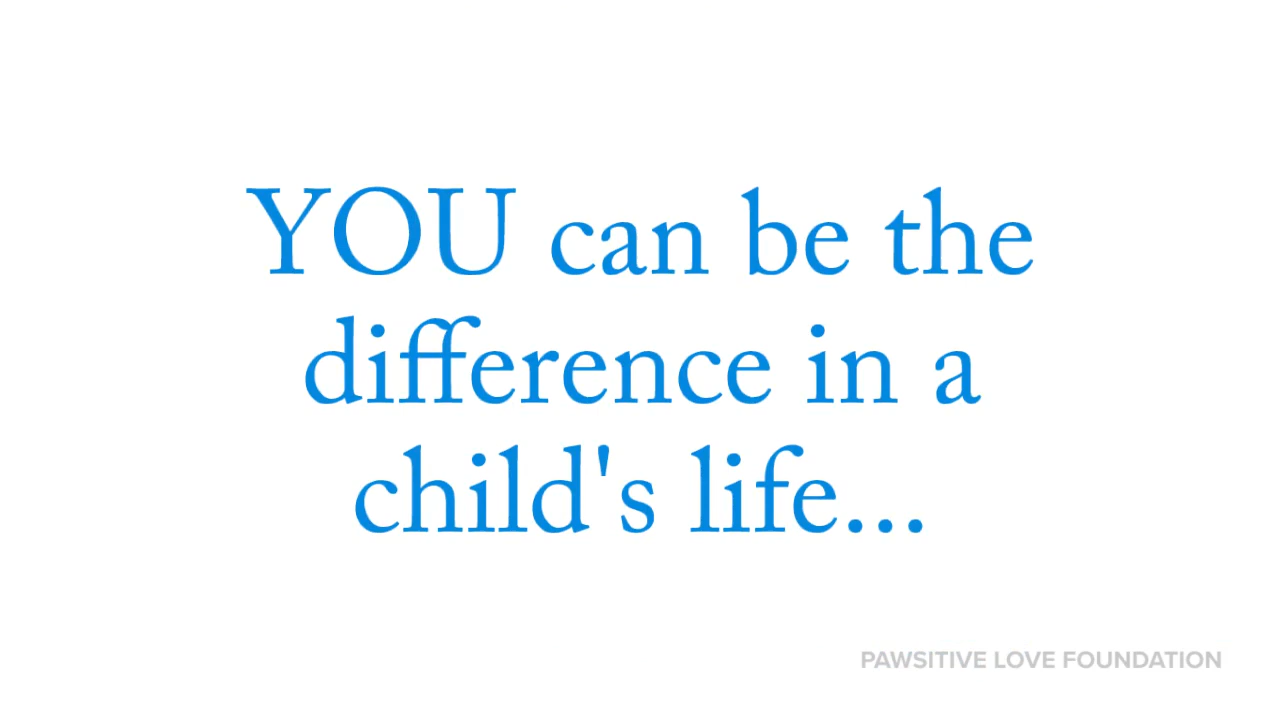 YOU can be the
difference in a
child's life...
PAWSITIVE LOVE FOUNDATION